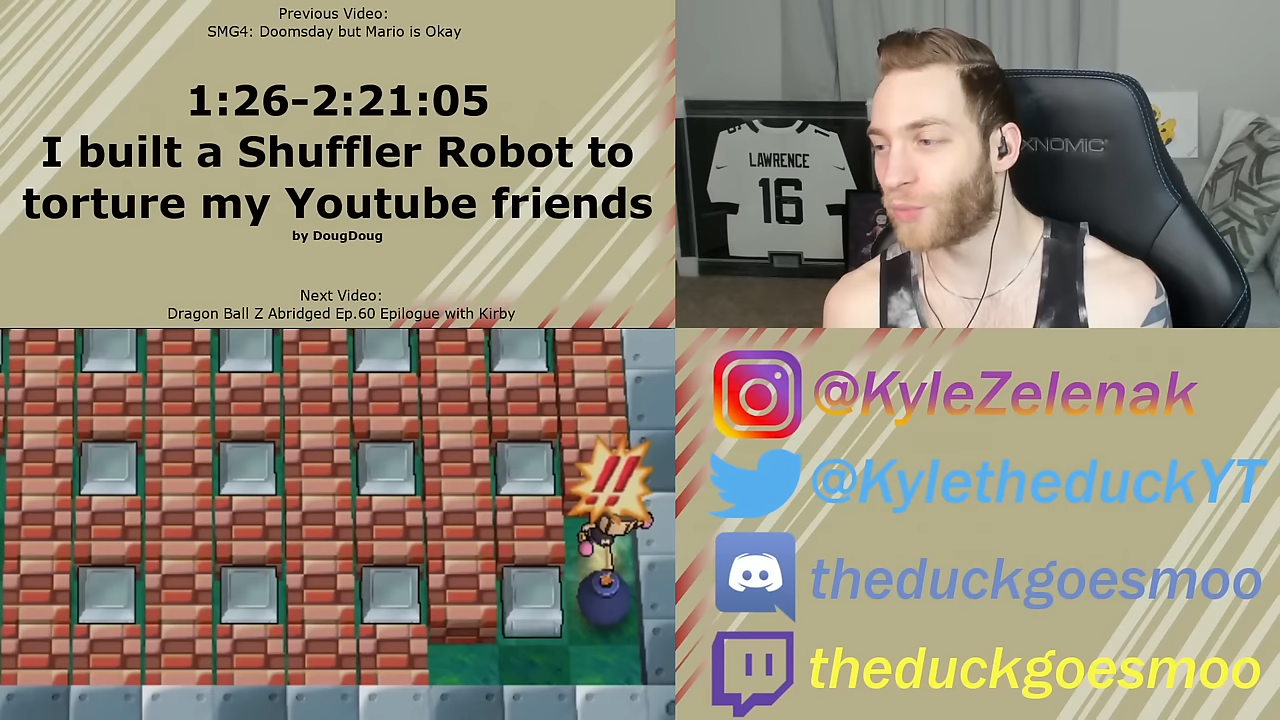 Previous Video:
SMG4: Doomsday but Mario is Okay
1:26-2:21:05
I built a Shuffler Robot to
torture my Youtube friends
by DougDoug
Next Video:
Dragon Ball Z Abridged Ep.60 Epilogue with Kirby
LAWRENCE
16
XNOMIC
!!
@KyleZelenak
@KyletheduckYT
theduckgoesmoo
theduckgoesmoo